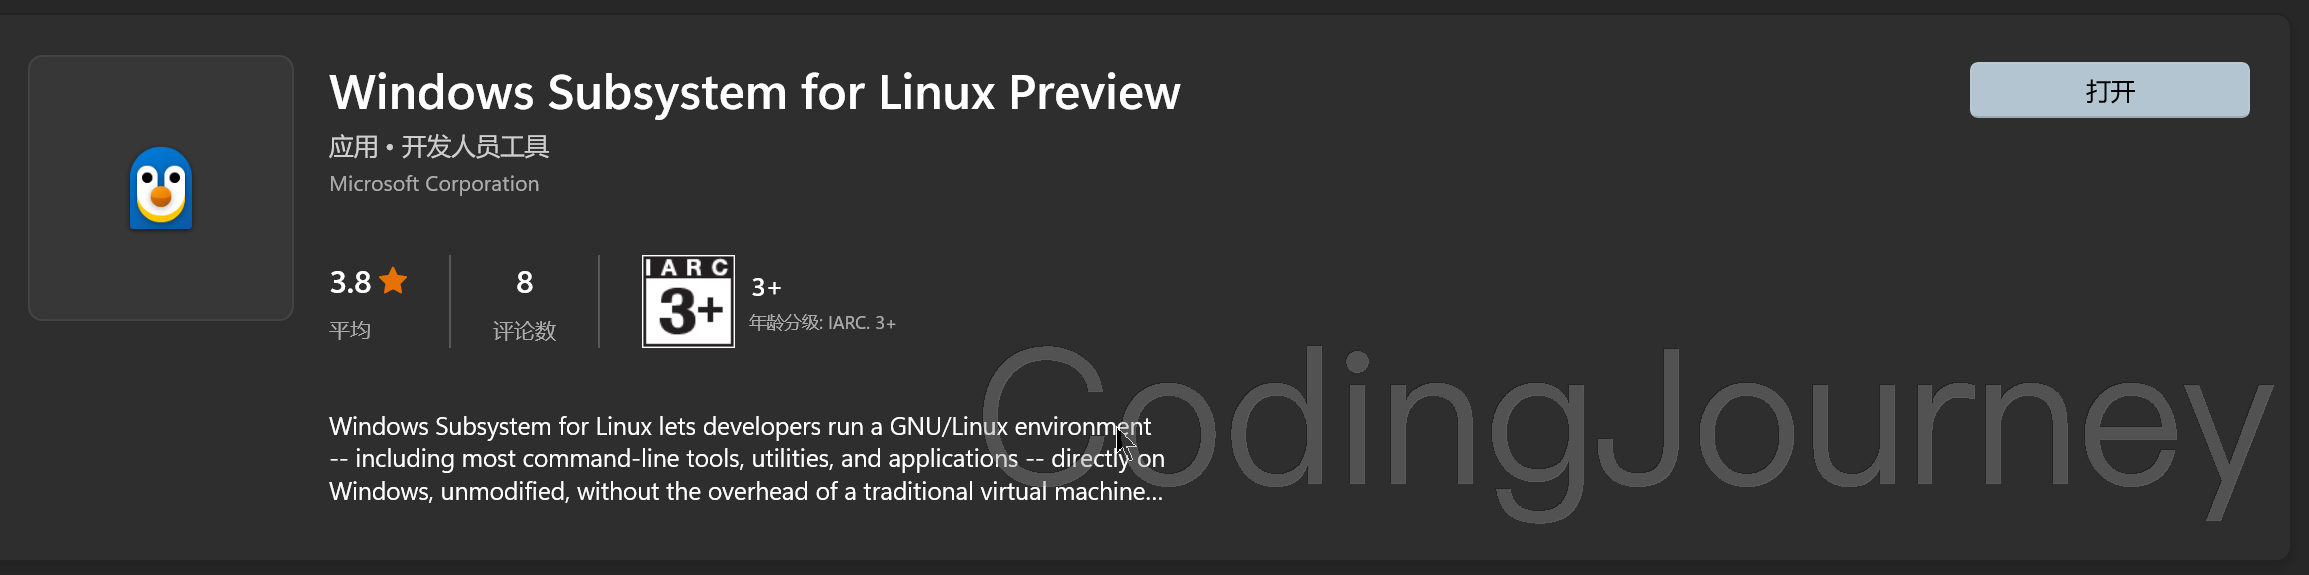 Windows Subsystem for Linux Preview
打开
应用 • 开发人员工具
Microsoft Corporation
3.8
平均
8
评论数
IARC
3+
3+
年龄分级: IARC. 3+
Windows Subsystem for Linux lets developers run a GNU/Linux environment
-- including most command-line tools, utilities, and applications -- directly on
Windows, unmodified, without the overhead of a traditional virtual machine...
CodingJourney